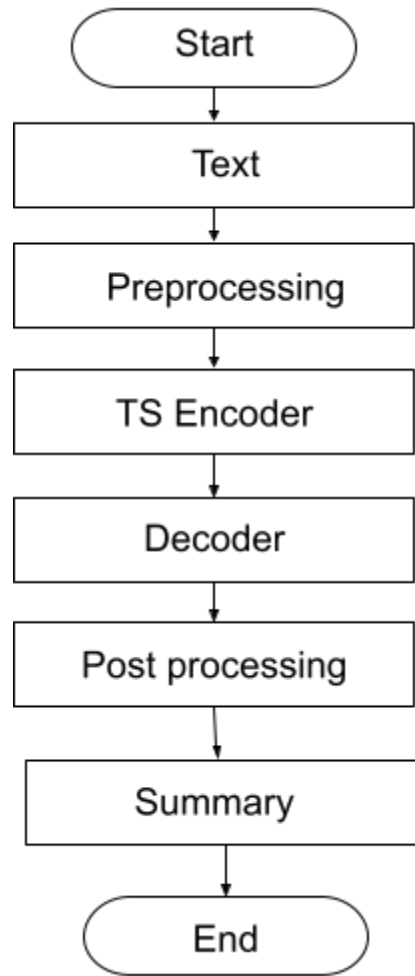 Start
Text
Preprocessing
TS Encoder
Decoder
Post processing
Summary
End